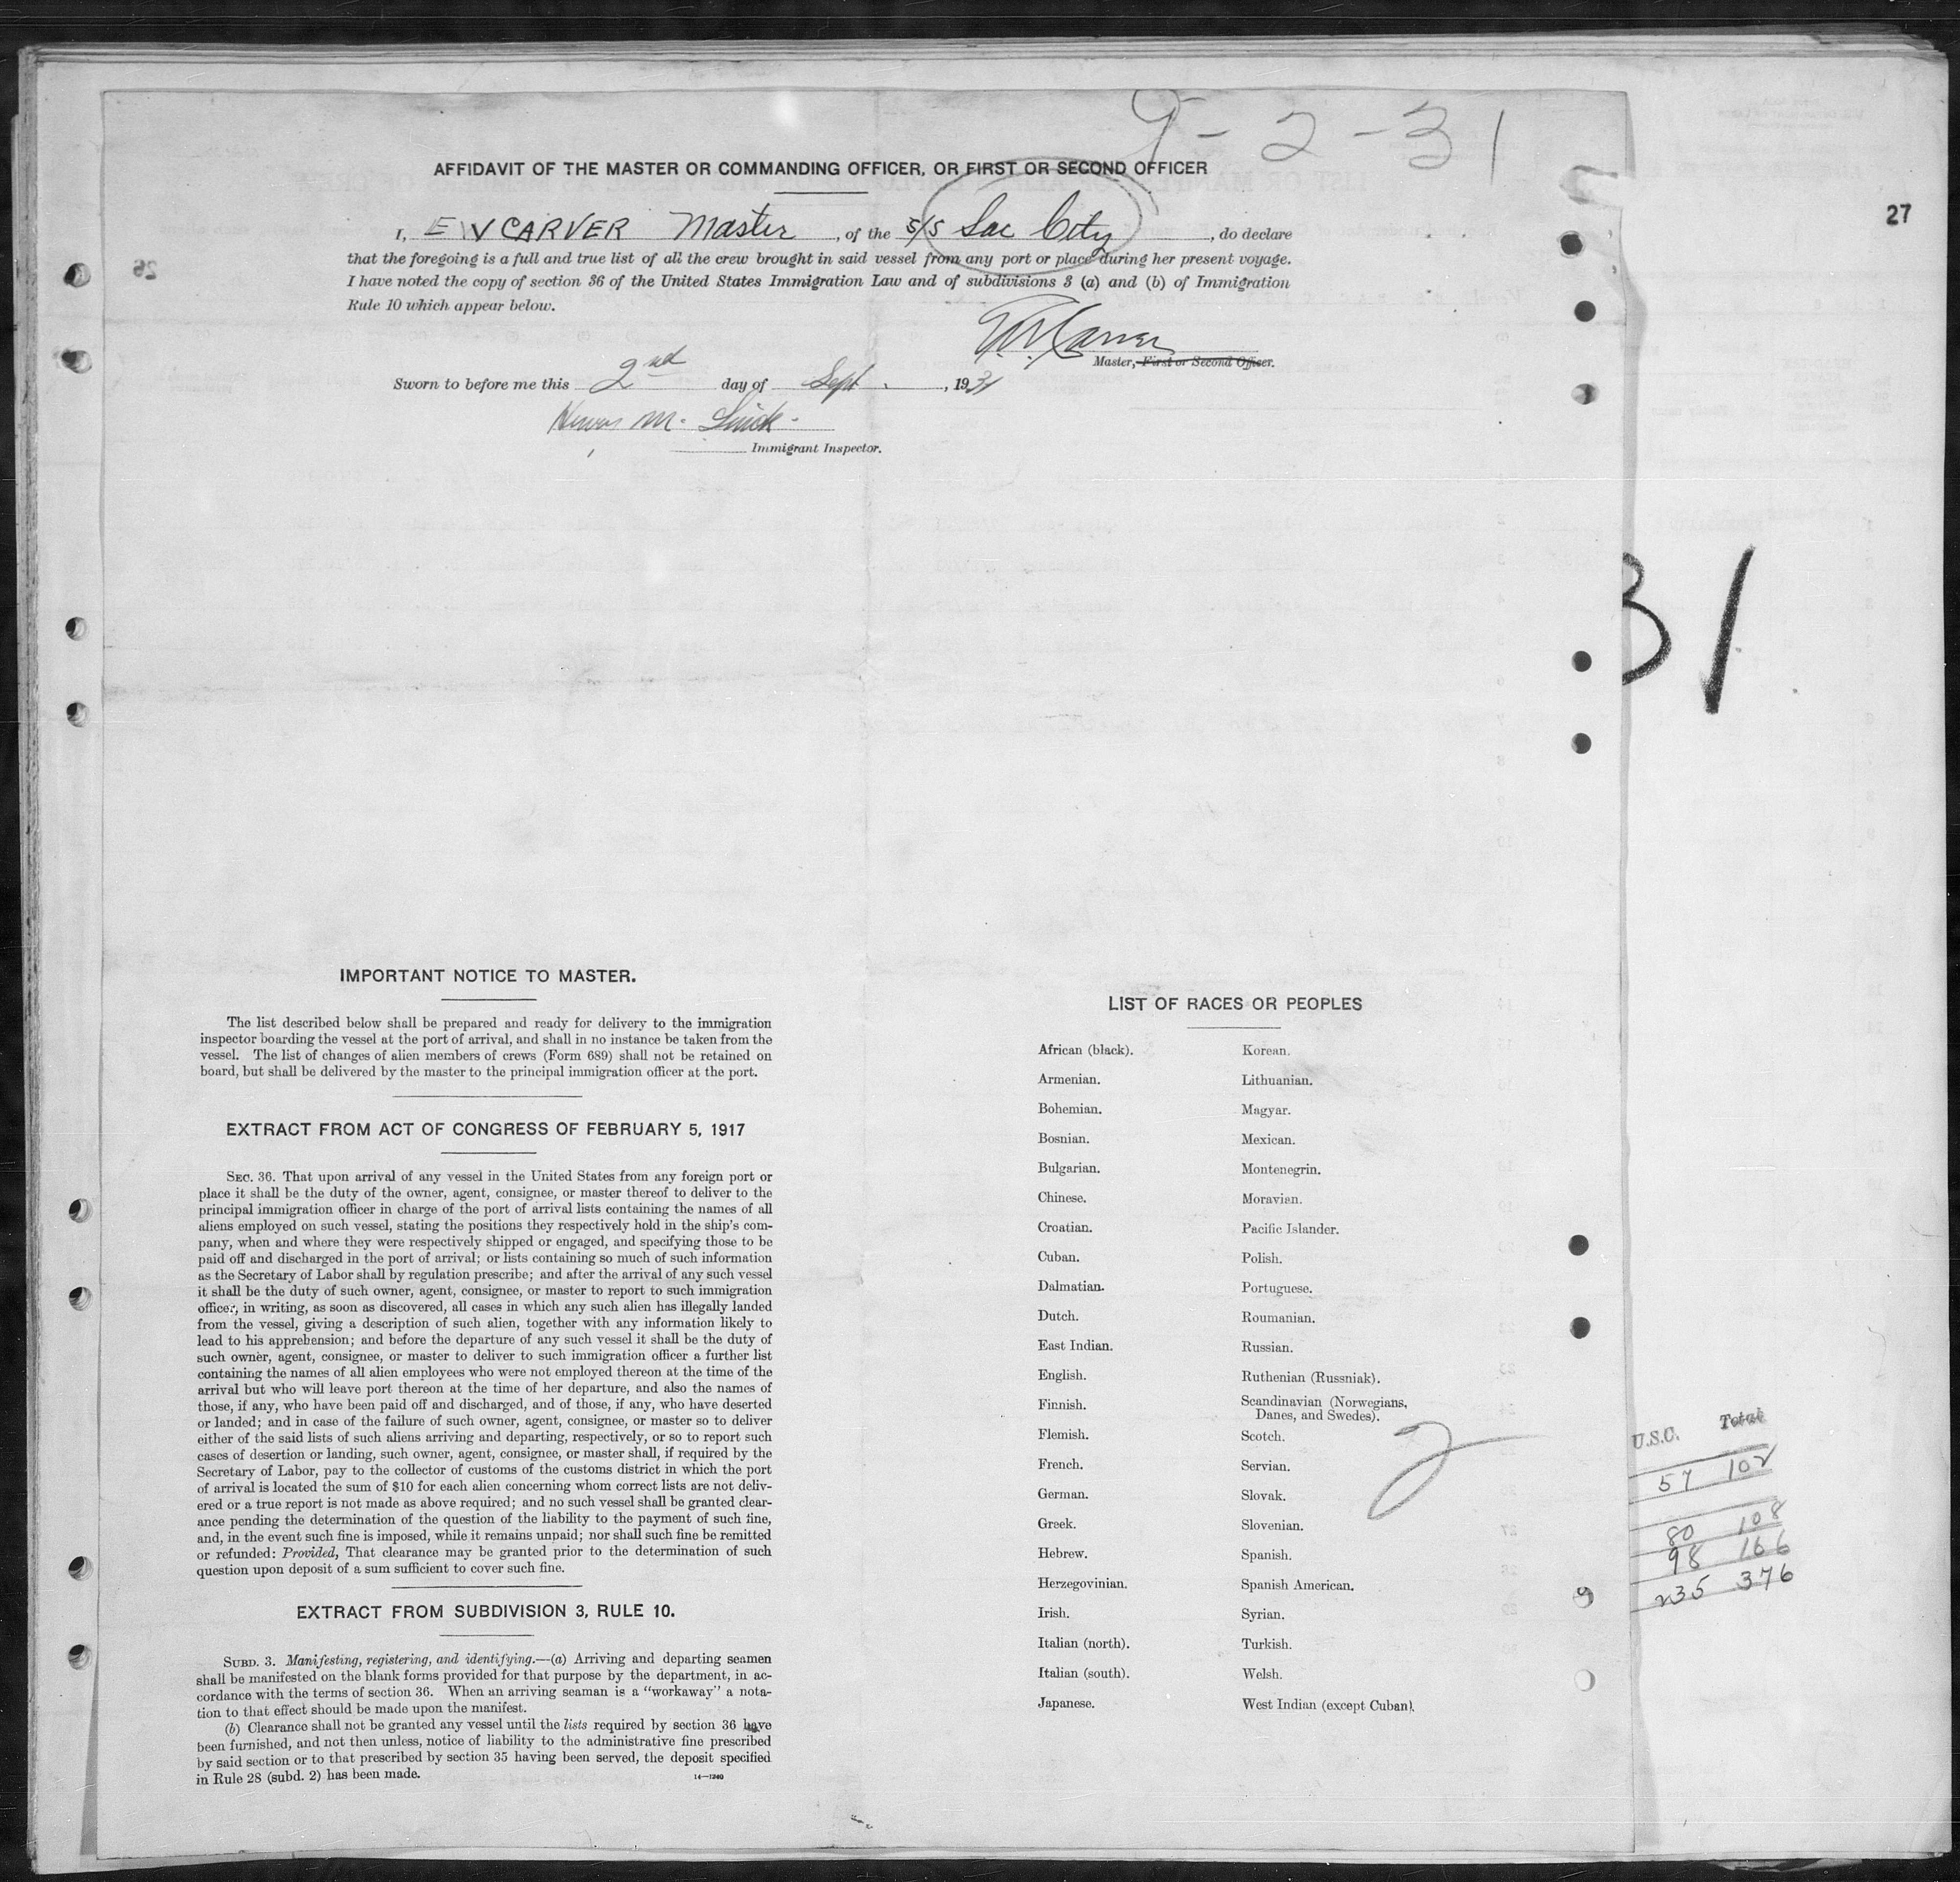 9-2-31
AFFIDAVIT OF THE MASTER OR COMMANDING OFFICER, OR FIRST OR SECOND OFFICER
27
I, E V CARVER Master, of the S/S Sac City, do declare
that the foregoing is a full and true list of all the crew brought in said vessel from any port or place during her present voyage.
I have noted the copy of section 36 of the United States Immigration Law and of subdivisions 3 (a) and (b) of Immigration
Rule 10 which appear below.
E. V. Carver
Master, First or Second Officer.
Sworn to before me this 2nd day of Sept., 1931
M.
Immigrant Inspector.
31
IMPORTANT NOTICE TO MASTER.
The list described below shall be prepared and ready for delivery to the immigration
inspector boarding the vessel at the port of arrival, and shall in no instance be taken from the
vessel. The list of changes of alien members of crews (Form 689) shall not be retained on
board, but shall be delivered by the master to the principal immigration officer at the port.
EXTRACT FROM ACT OF CONGRESS OF FEBRUARY 5, 1917
SEC. 36. That upon arrival of any vessel in the United States from any foreign port or
place it shall be the duty of the owner, agent, consignee, or master thereof to deliver to the
principal immigration officer in charge of the port of arrival lists containing the names of all
aliens employed on such vessel, stating the positions they respectively hold in the ship's com-
pany, when and where they were respectively shipped or engaged, and specifying those to be
paid off and discharged in the port of arrival; or lists containing so much of such information
as the Secretary of Labor shall by regulation prescribe; and after the arrival of any such vessel
it shall be the duty of such owner, agent, consignee, or master to report to such immigration
officer, in writing, as soon as discovered, all cases in which any such alien has illegally landed
from the vessel, giving a description of such alien, together with any information likely to
lead to his apprehension; and before the departure of any such vessel it shall be the duty of
such owner, agent, consignee, or master to deliver to such immigration officer a further list
containing the names of all alien employees who were not employed thereon at the time of the
arrival but who will leave port thereon at the time of her departure, and also the names of
those, if any, who have been paid off and discharged, and of those, if any, who have deserted
or landed; and in case of the failure of such owner, agent, consignee, or master so to deliver
either of the said lists of such aliens arriving and departing, respectively, or so to report such
cases of desertion or landing, such owner, agent, consignee, or master shall, if required by the
Secretary of Labor, pay to the collector of customs of the customs district in which the port
of arrival is located the sum of $10 for each alien concerning whom correct lists are not deliv-
ered or a true report is not made as above required; and no such vessel shall be granted clear-
ance pending the determination of the question of the liability to the payment of such fine,
and, in the event such fine is imposed, while it remains unpaid; nor shall such fine be remitted
or refunded: Provided, That clearance may be granted prior to the determination of such
question upon deposit of a sum sufficient to cover such fine.
EXTRACT FROM SUBDIVISION 3, RULE 10.
SUBD. 3. Manifesting, registering, and identifying.—(a) Arriving and departing seamen
shall be manifested on the blank forms provided for that purpose by the department, in ac-
cordance with the terms of section 36. When an arriving seaman is a "workaway" a nota-
tion to that effect should be made upon the manifest.
(b) Clearance shall not be granted any vessel until the lists required by section 36 have
been furnished, and not then unless, notice of liability to the administrative fine prescribed
by said section or to that prescribed by section 35 having been served, the deposit specified
in Rule 28 (subd. 2) has been made.
14—1240
LIST OF RACES OR PEOPLES
African (black). Korean.
Armenian. Lithuanian.
Bohemian. Magyar.
Bosnian. Mexican.
Bulgarian. Montenegrin.
Chinese. Moravian.
Croatian. Pacific Islander.
Cuban. Polish.
Dalmatian. Portuguese.
Dutch. Roumanian.
East Indian. Russian.
English. Ruthenian (Russniak).
Finnish. Scandinavian (Norwegians,
Danes, and Swedes).
Flemish. Scotch.
French. Servian.
German. Slovak.
Greek. Slovenian.
Hebrew. Spanish.
Herzegovinian. Spanish American.
Irish. Syrian.
Italian (north). Turkish.
Italian (south). Welsh.
Japanese. West Indian (except Cuban).
2
U.S.C. Total
57 102
80 108
98 166
235 376